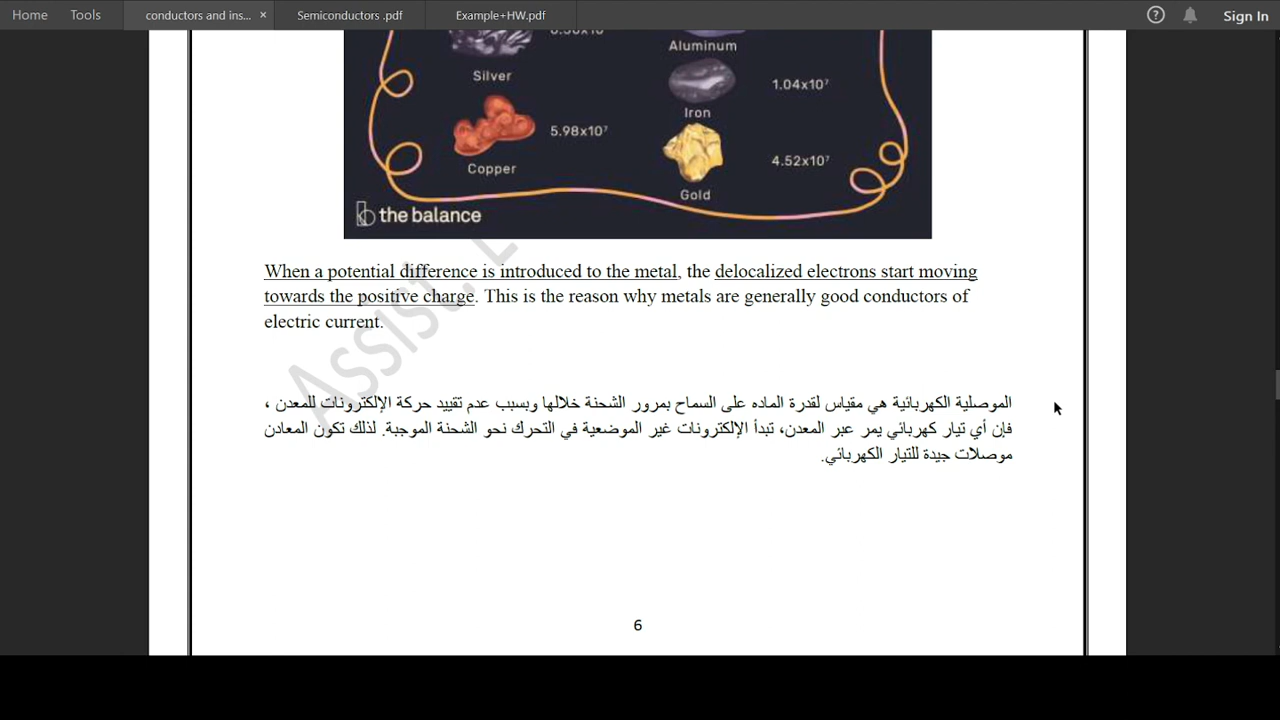 Home Tools conductors and ins... × Semiconductors .pdf Example+HW.pdf Sign In
Aluminum
Silver
1.04x10⁷
Iron
5.98x10⁷
Copper
4.52x10⁷
Gold
the balance
When a potential difference is introduced to the metal, the delocalized electrons start moving
towards the positive charge. This is the reason why metals are generally good conductors of
electric current.
Assist.
الموصلية الكهربائية هي مقياس لقدرة الماده على السماح بمرور الشحنة خلالها وبسبب عدم تقييد حركة الإلكترونات للمعدن ،
فإن أي تيار كهربائي يمر عبر المعدن، تبدأ الإلكترونات غير الموضعية في التحرك نحو الشحنة الموجبة. لذلك تكون المعادن
موصلات جيدة للتيار الكهربائي.
6